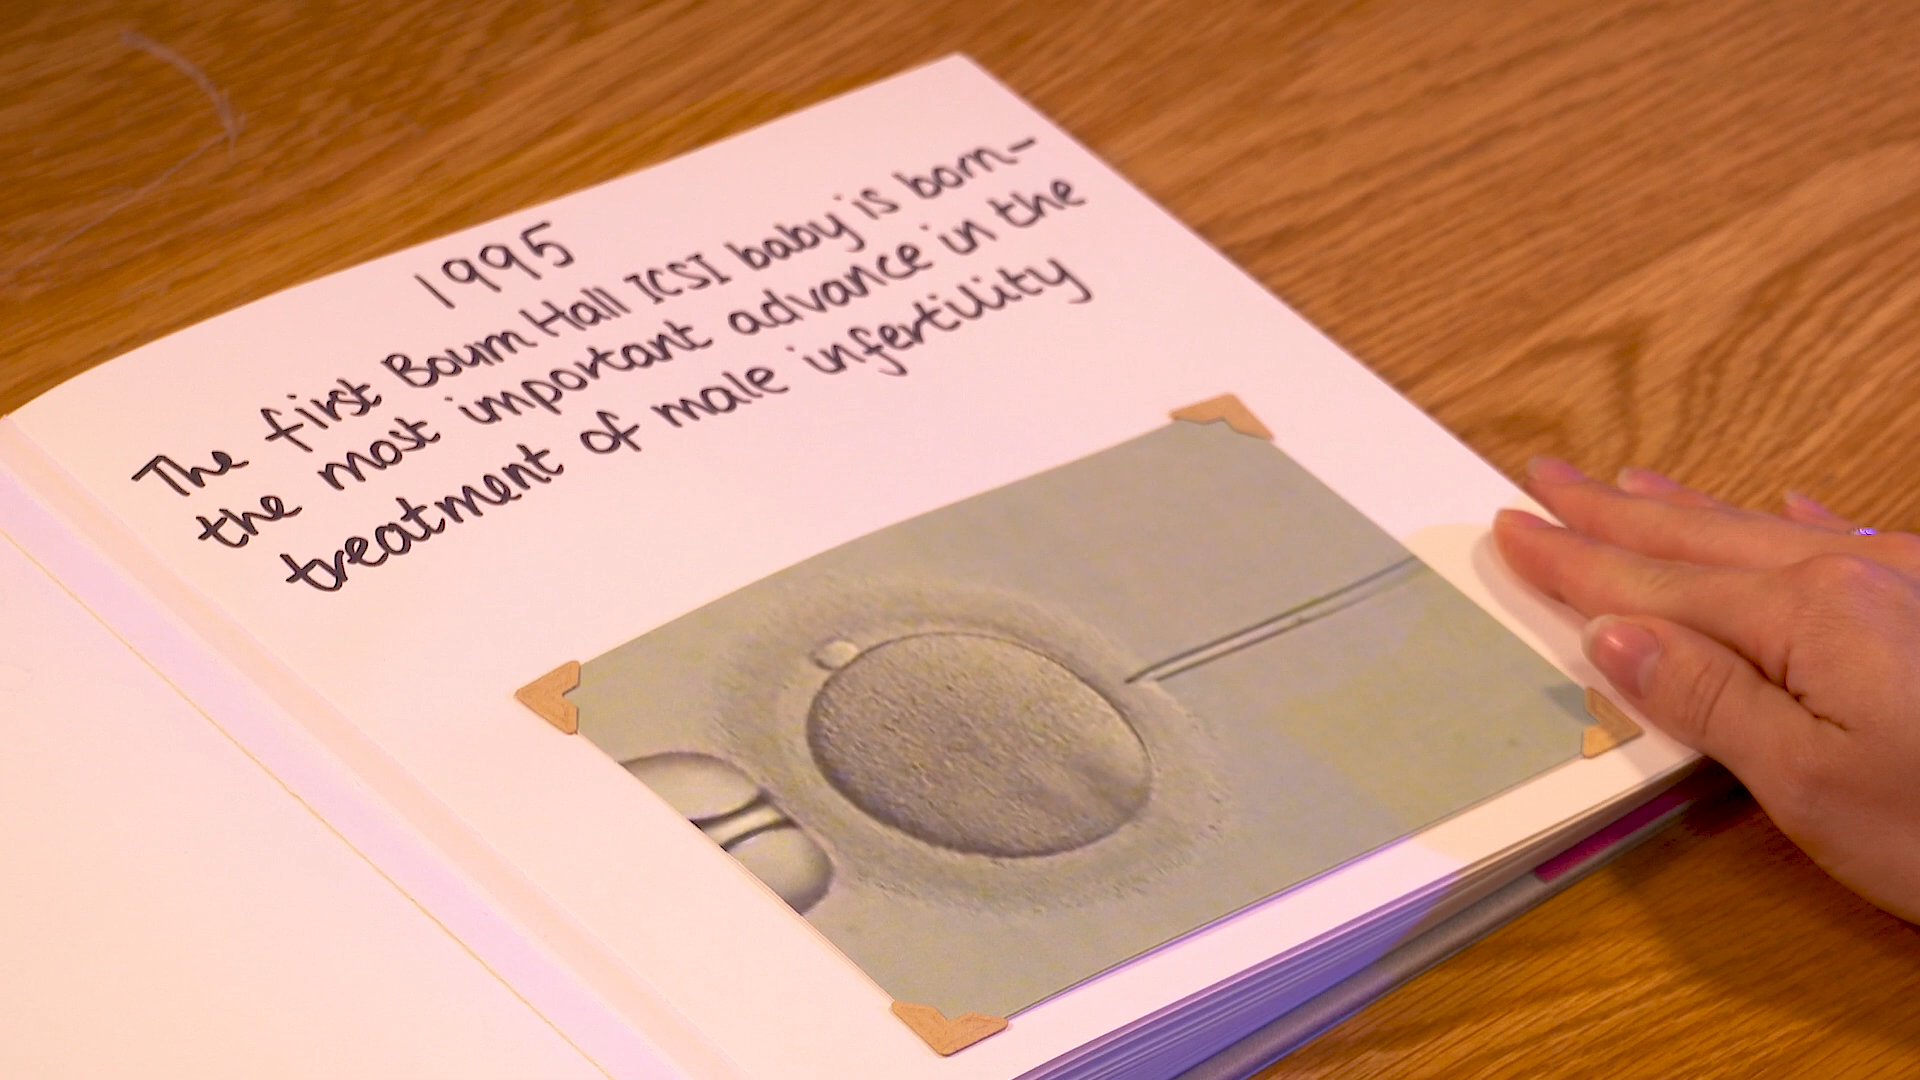 1995
The first Bourn Hall ICSI baby is born-
the most important advance in the
treatment of male infertility